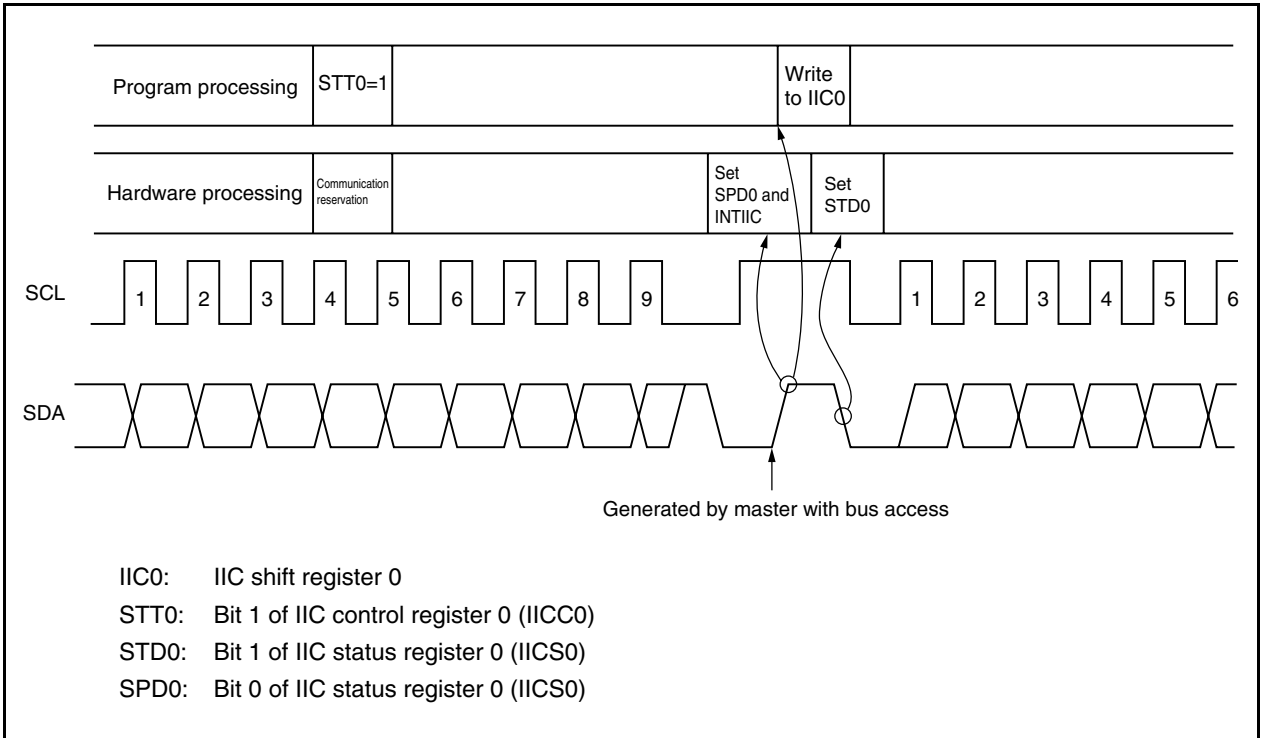 Program processing
STT0=1
Write
to IIC0
Hardware processing
Communication
reservation
Set
SPD0 and
INTIIC
Set
STD0
SCL
1 2 3 4 5 6 7 8 9 1 2 3 4 5 6
SDA
Generated by master with bus access
IIC0: IIC shift register 0
STT0: Bit 1 of IIC control register 0 (IICC0)
STD0: Bit 1 of IIC status register 0 (IICS0)
SPD0: Bit 0 of IIC status register 0 (IICS0)